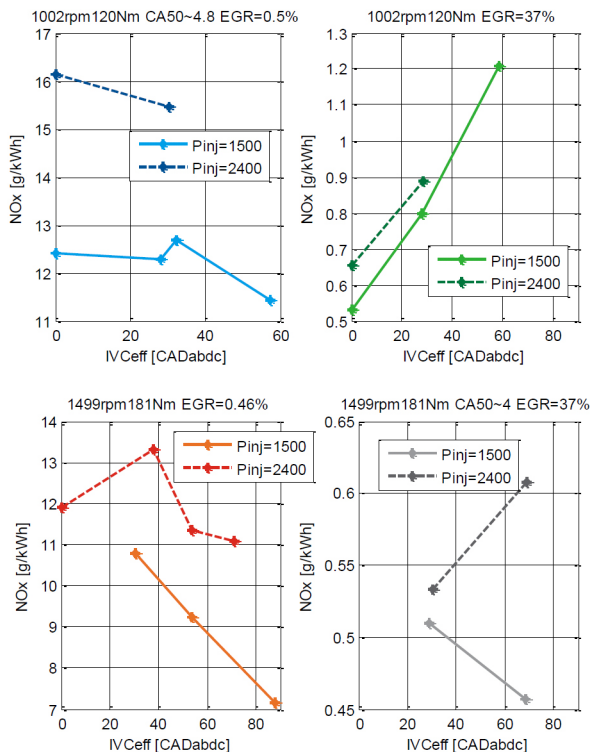 1002rpm120Nm CA50~4.8 EGR=0.5%
17
16
15
14
13
12
11
NOx [g/kWh]
Pinj=1500
Pinj=2400
0 20 40 60
IVCeff [CADabdc]
1002rpm120Nm EGR=37%
1.3
1.2
1.1
1
0.9
0.8
0.7
0.6
0.5
NOx [g/kWh]
Pinj=1500
Pinj=2400
0 20 40 60 80
IVCeff [CADabdc]
1499rpm181Nm EGR=0.46%
14
13
12
11
10
9
8
7
NOx [g/kWh]
Pinj=1500
Pinj=2400
0 20 40 60 80
IVCeff [CADabdc]
1499rpm181Nm CA50~4 EGR=37%
0.65
0.6
0.55
0.5
0.45
NOx [g/kWh]
Pinj=1500
Pinj=2400
0 20 40 60 80
IVCeff [CADabdc]